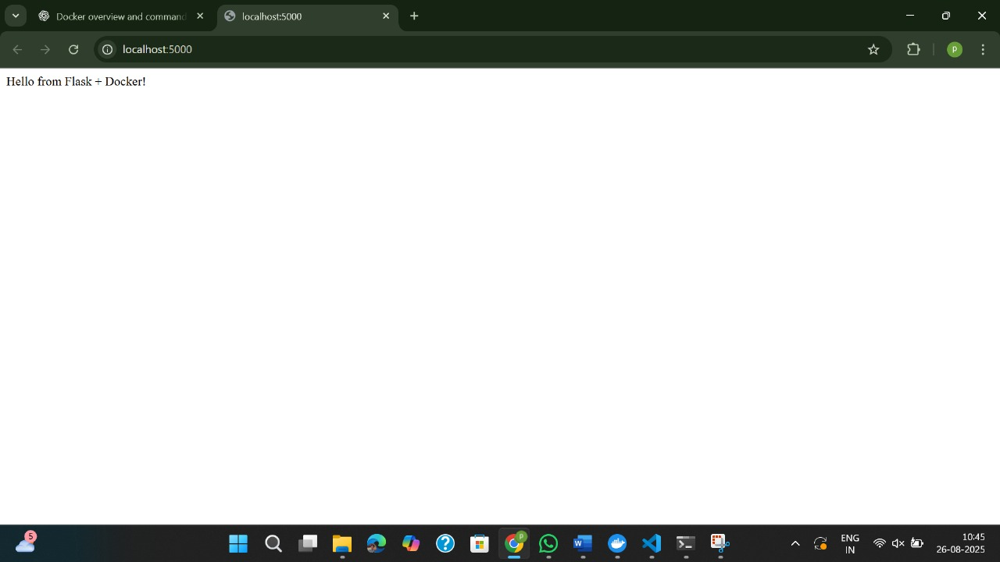 Docker overview and command
localhost:5000
localhost:5000
P
Hello from Flask + Docker!
5
P
ENG
IN
10:45
26-08-2025